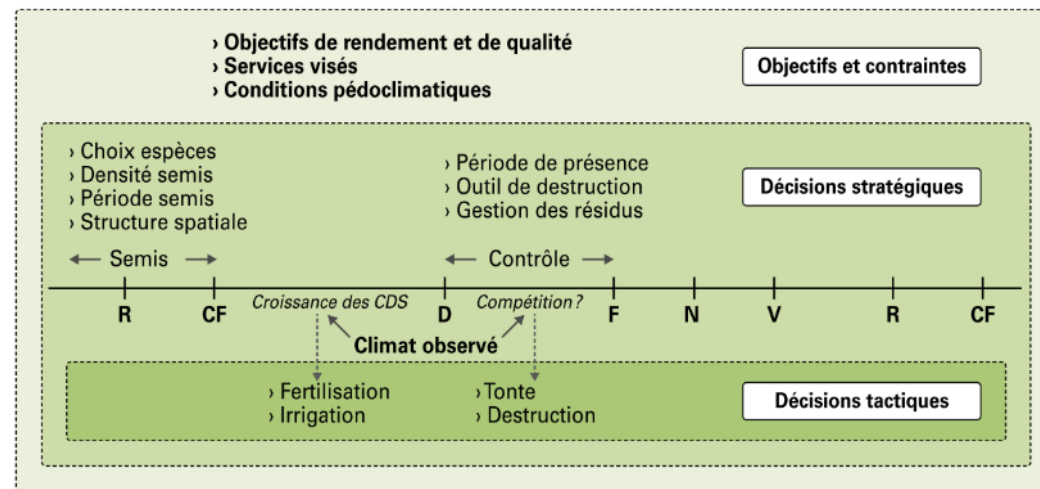 › Objectifs de rendement et de qualité
› Services visés
› Conditions pédoclimatiques
Objectifs et contraintes
› Choix espèces
› Densité semis
› Période semis
› Structure spatiale
› Période de présence
› Outil de destruction
› Gestion des résidus
Décisions stratégiques
Semis
Contrôle
Croissance des CDS
Compétition ?
R CF D F N V R CF
Climat observé
› Fertilisation
› Irrigation
› Tonte
› Destruction
Décisions tactiques